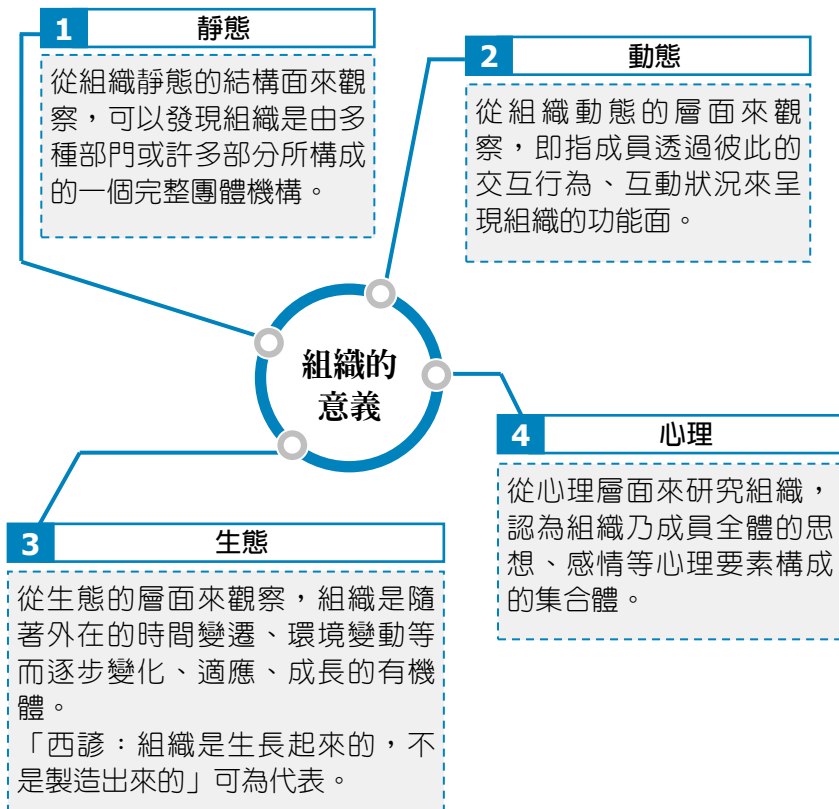 1 靜態
從組織靜態的結構面來觀
察，可以發現組織是由多
種部門或許多部分所構成
的一個完整團體機構。
2 動態
從組織動態的層面來觀
察，即指成員透過彼此的
交互行為、互動狀況來呈
現組織的功能面。
組織的
意義
3 生態
從生態的層面來觀察，組織是隨
著外在的時間變遷、環境變動等
而逐步變化、適應、成長的有機
體。
「西諺：組織是生長起來的，不
是製造出來的」可為代表。
4 心理
從心理層面來研究組織，
認為組織乃成員全體的思
想、感情等心理要素構成
的集合體。